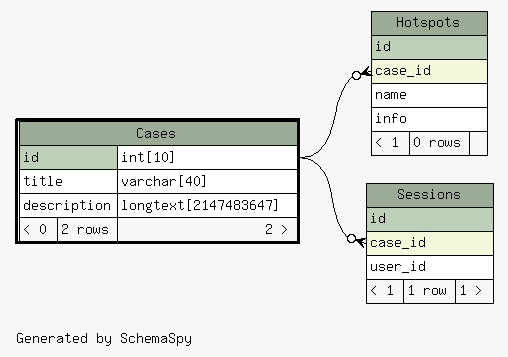 Hotspots
id
case_id
name
info
< 1 0 rows
Cases
id int[10]
title varchar[40]
description longtext[2147483647]
< 0 2 rows 2 >
Sessions
id
case_id
user_id
< 1 1 row 1 >
Generated by SchemaSpy